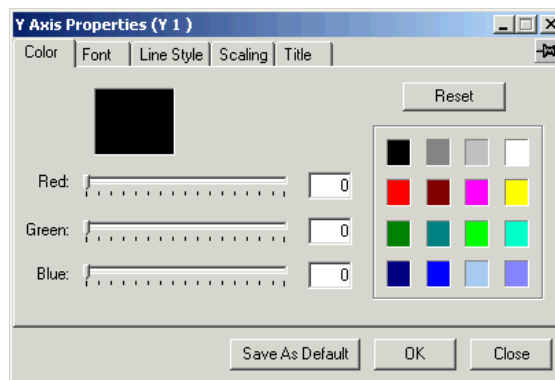 Y Axis Properties (Y 1 )
Color Font Line Style Scaling Title
Reset
Red: 0
Green: 0
Blue: 0
Save As Default OK Close